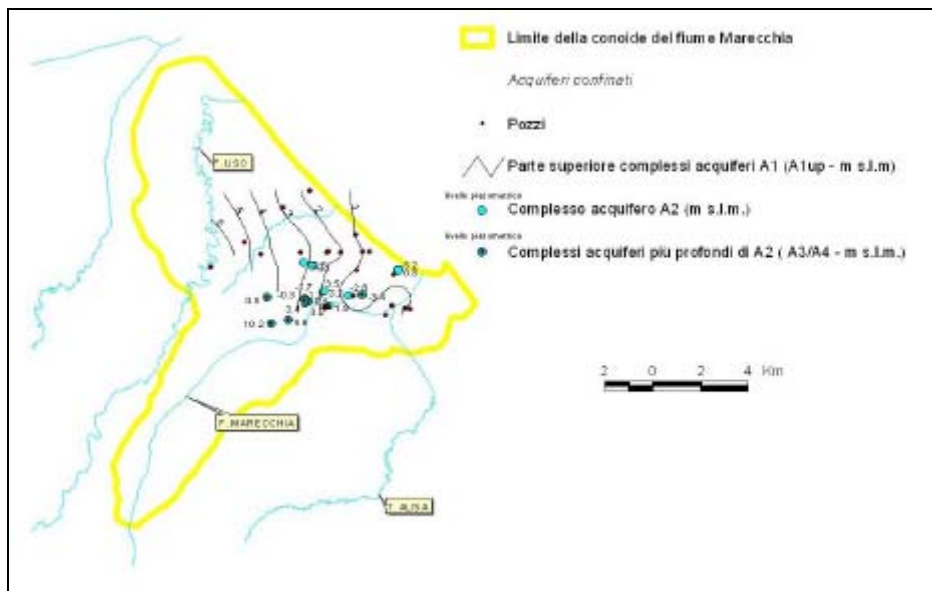 Limite della conoide del fiume Marecchia
Acquiferi confinati
Pozzi
Parte superiore complessi acquiferi A1 (A1up - m s.l.m)
livello piezometrico
Complesso acquifero A2 (m s.l.m.)
livello piezometrico
Complessi acquiferi più profondi di A2 ( A3/A4 - m s.l.m.)
F. USO
10.2
2 0 2 4 Km
F. MARECCHIA
T. AUSA